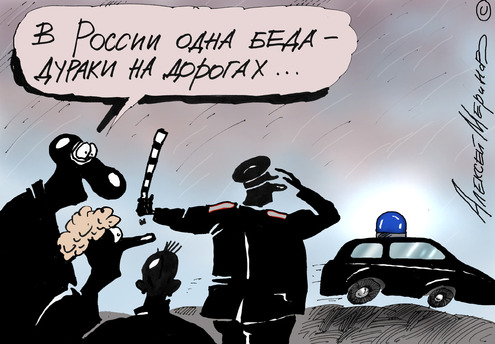 В РОССИИ ОДНА БЕДА –
ДУРАКИ НА ДОРОГАХ ...
©
АЛЕКСЕЙ МЕРИНОВ